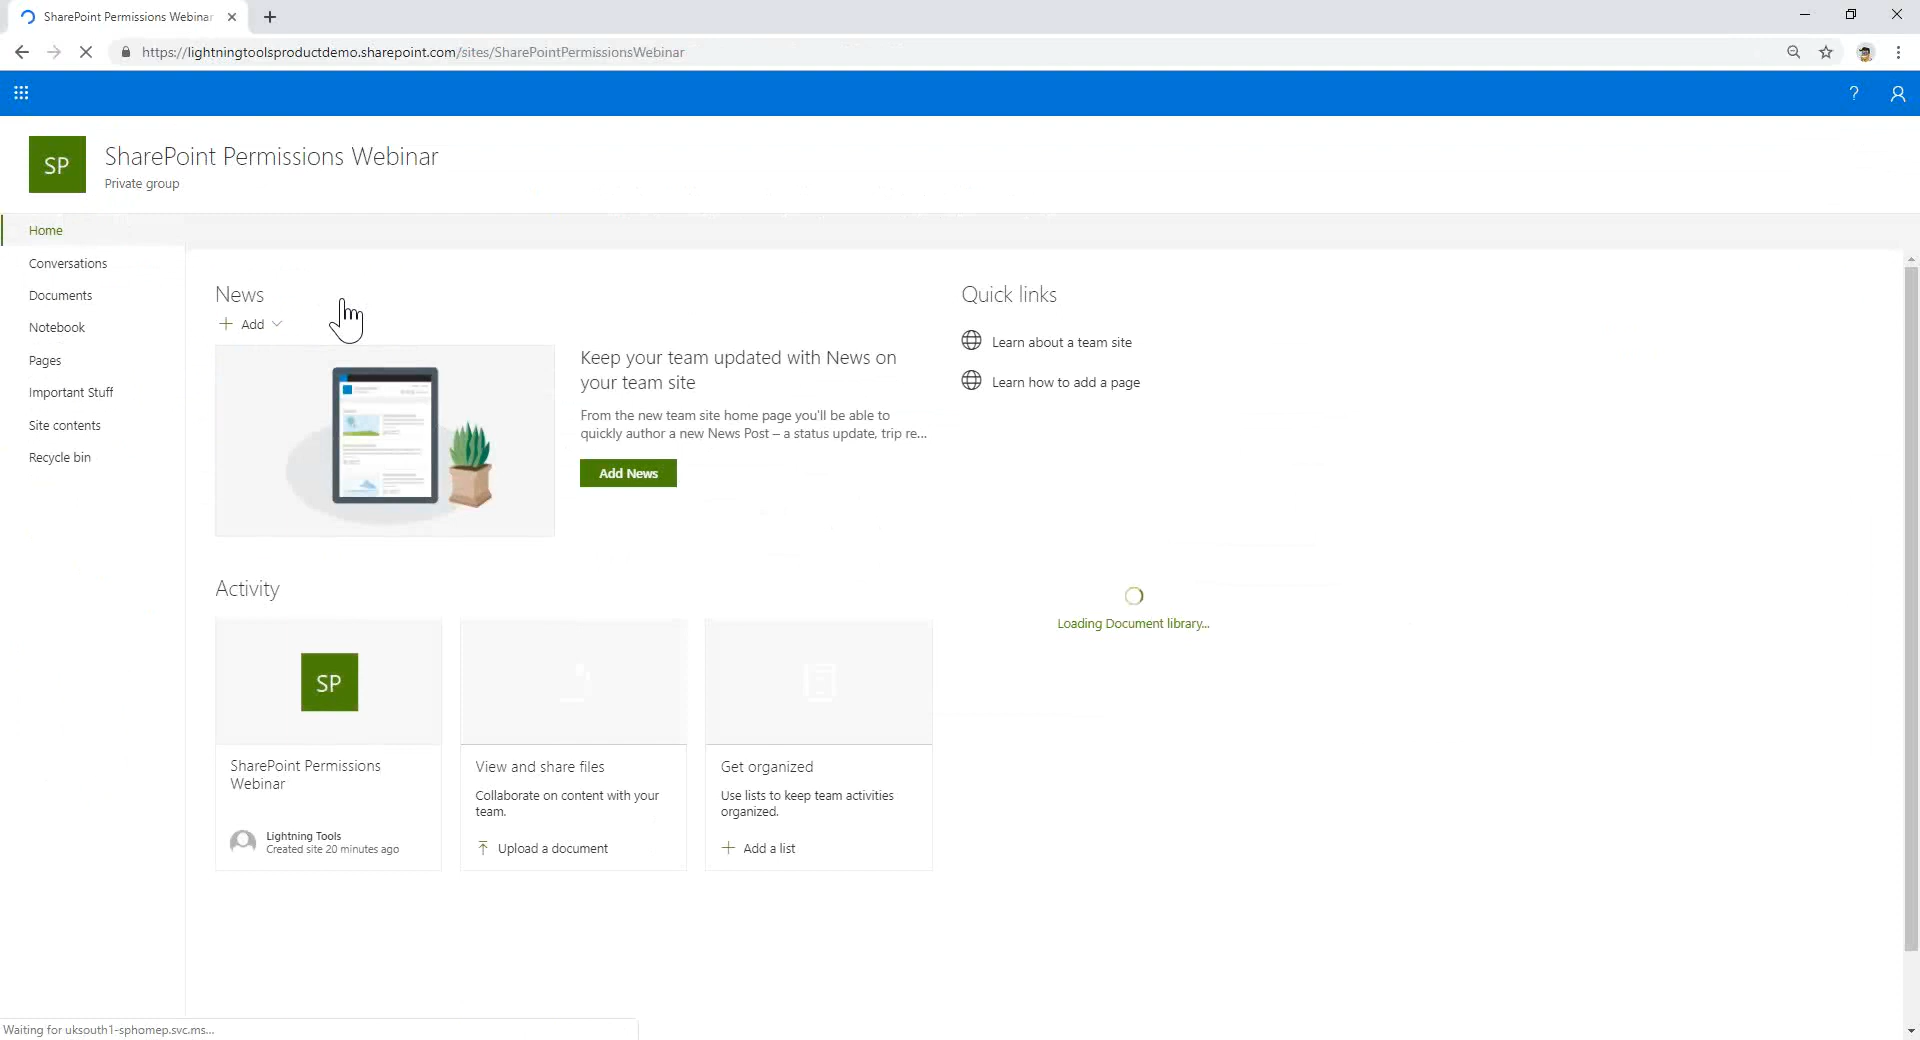 SharePoint Permissions Webinar
https://lightningtoolsproductdemo.sharepoint.com/sites/SharePointPermissionsWebinar
?
SP
SharePoint Permissions Webinar
Private group
Home
Conversations
Documents
Notebook
Pages
Important Stuff
Site contents
Recycle bin
News
Add
Keep your team updated with News on
your team site
From the new team site home page you'll be able to
quickly author a new News Post – a status update, trip re...
Add News
Quick links
Learn about a team site
Learn how to add a page
Activity
SP
SharePoint Permissions
Webinar
Lightning Tools
Created site 20 minutes ago
View and share files
Collaborate on content with your
team.
Upload a document
Get organized
Use lists to keep team activities
organized.
Add a list
Loading Document library...
Waiting for uksouth1-sphomep.svc.ms...